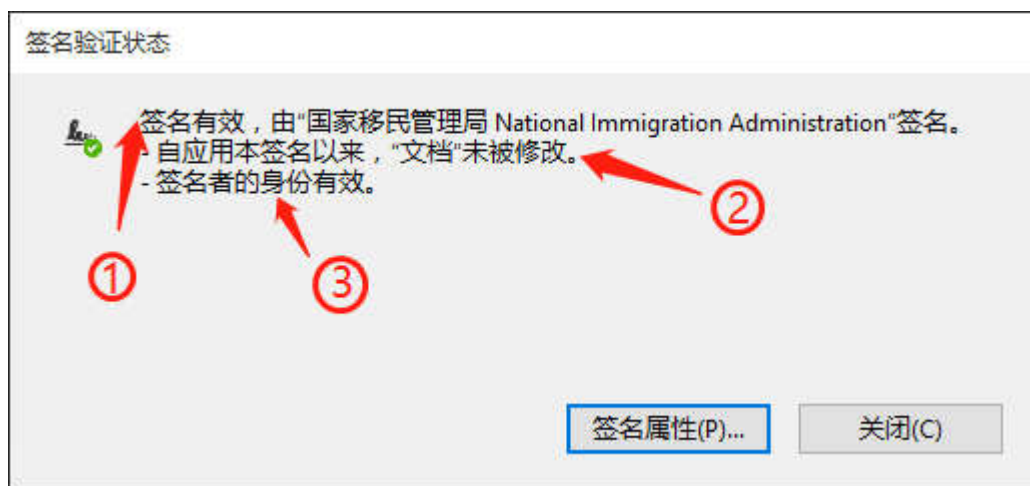 签名验证状态
签名有效，由“国家移民管理局 National Immigration Administration”签名。
- 自应用本签名以来，“文档”未被修改。
- 签名者的身份有效。
②
①
③
签名属性(P)...
关闭(C)